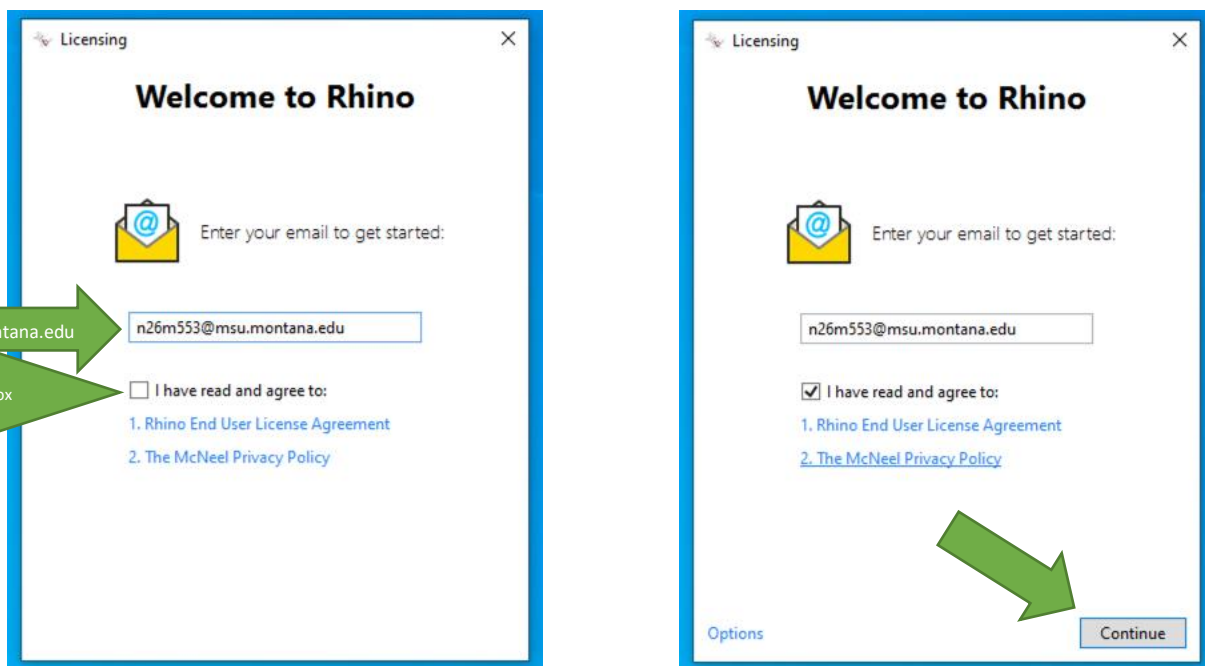 Licensing
Welcome to Rhino
Enter your email to get started:
ntana.edu
n26m553@msu.montana.edu
ox
I have read and agree to:
1. Rhino End User License Agreement
2. The McNeel Privacy Policy
Licensing
Welcome to Rhino
Enter your email to get started:
n26m553@msu.montana.edu
I have read and agree to:
1. Rhino End User License Agreement
2. The McNeel Privacy Policy
Options
Continue